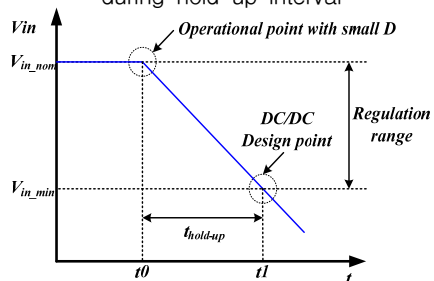 during hold up interval
Vin
Operational point with small D
Vin_nom
DC/DC
Design point
Regulation
range
Vin_min
thold-up
t0
t1
t